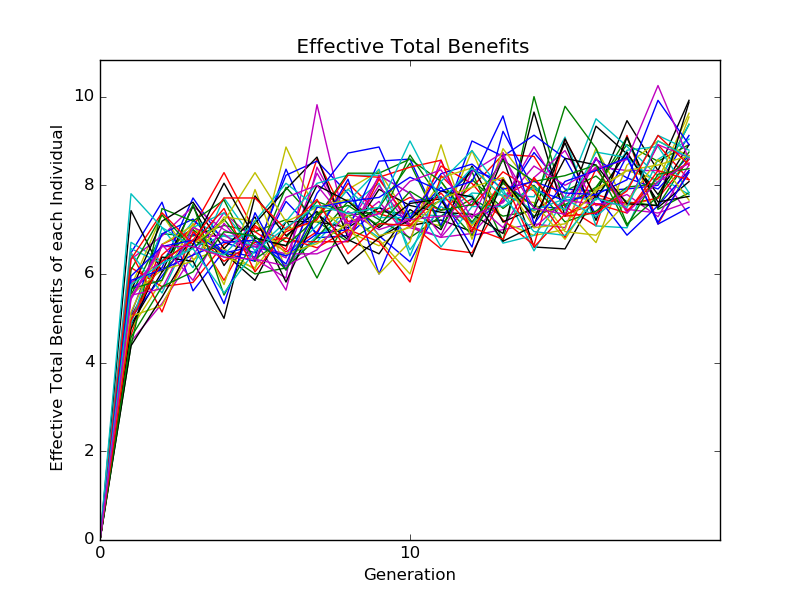 Effective Total Benefits
Effective Total Benefits of each Individual
10
8
6
4
2
0
0
10
Generation